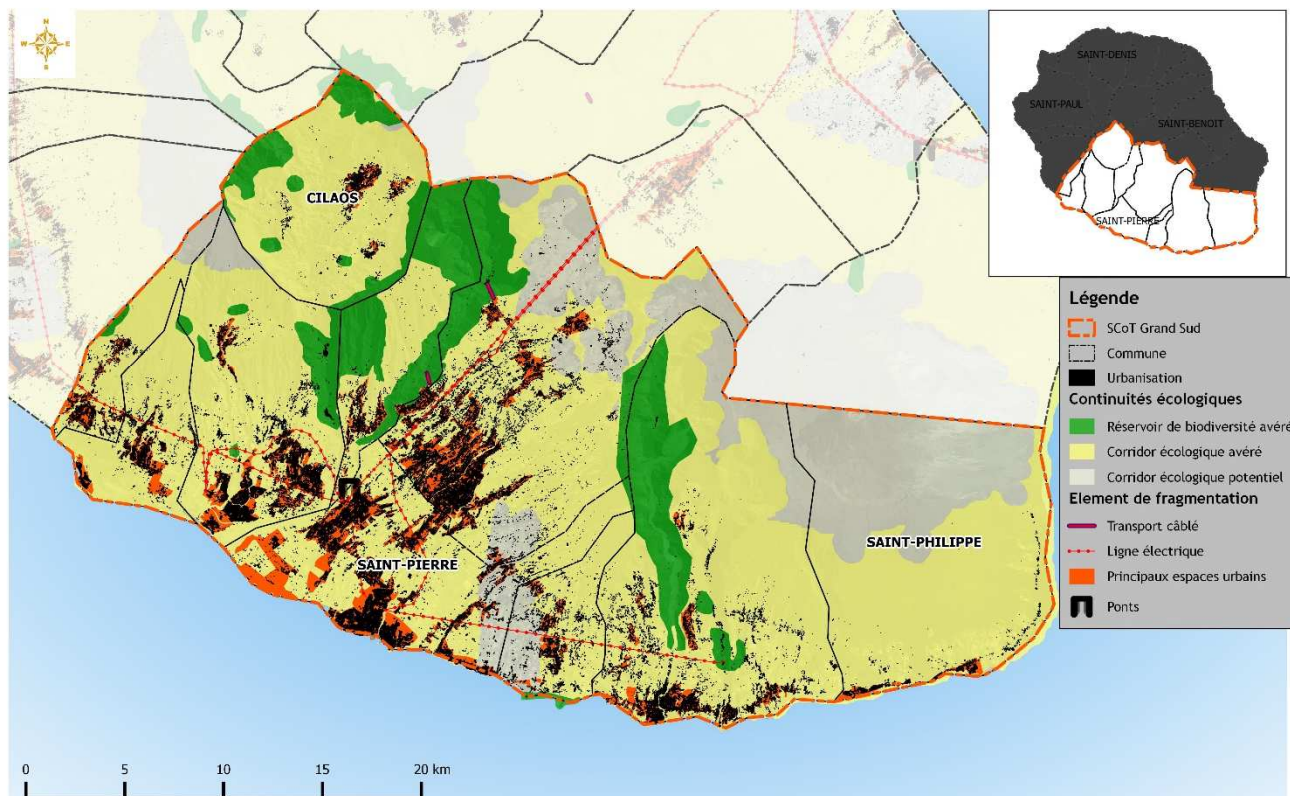 N
W E
S
SAINT-DENIS
SAINT-PAUL
SAINT-BENOIT
SAINT-PIERRE
CILAOS
SAINT-PIERRE
SAINT-PHILIPPE
Légende
SCoT Grand Sud
Commune
Urbanisation
Continuités écologiques
Réservoir de biodiversité avéré
Corridor écologique avéré
Corridor écologique potentiel
Element de fragmentation
Transport câblé
Ligne électrique
Principaux espaces urbains
Ponts
0 5 10 15 20 km